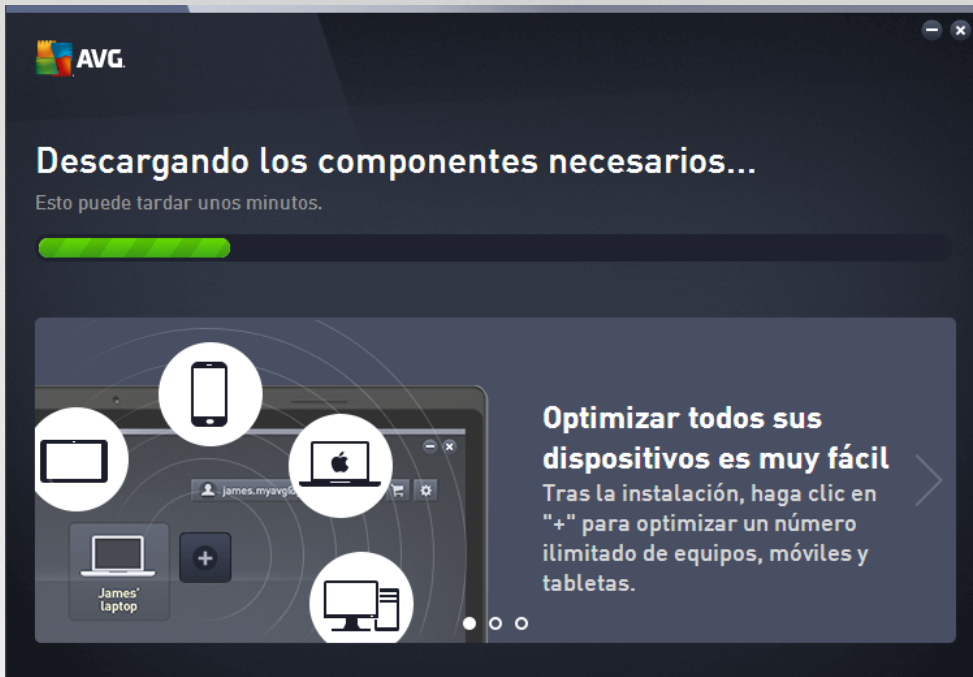 AVG.
Descargando los componentes necesarios...
Esto puede tardar unos minutos.
james.myavg
James'
laptop
Optimizar todos sus
dispositivos es muy fácil
Tras la instalación, haga clic en
"+" para optimizar un número
ilimitado de equipos, móviles y
tabletas.